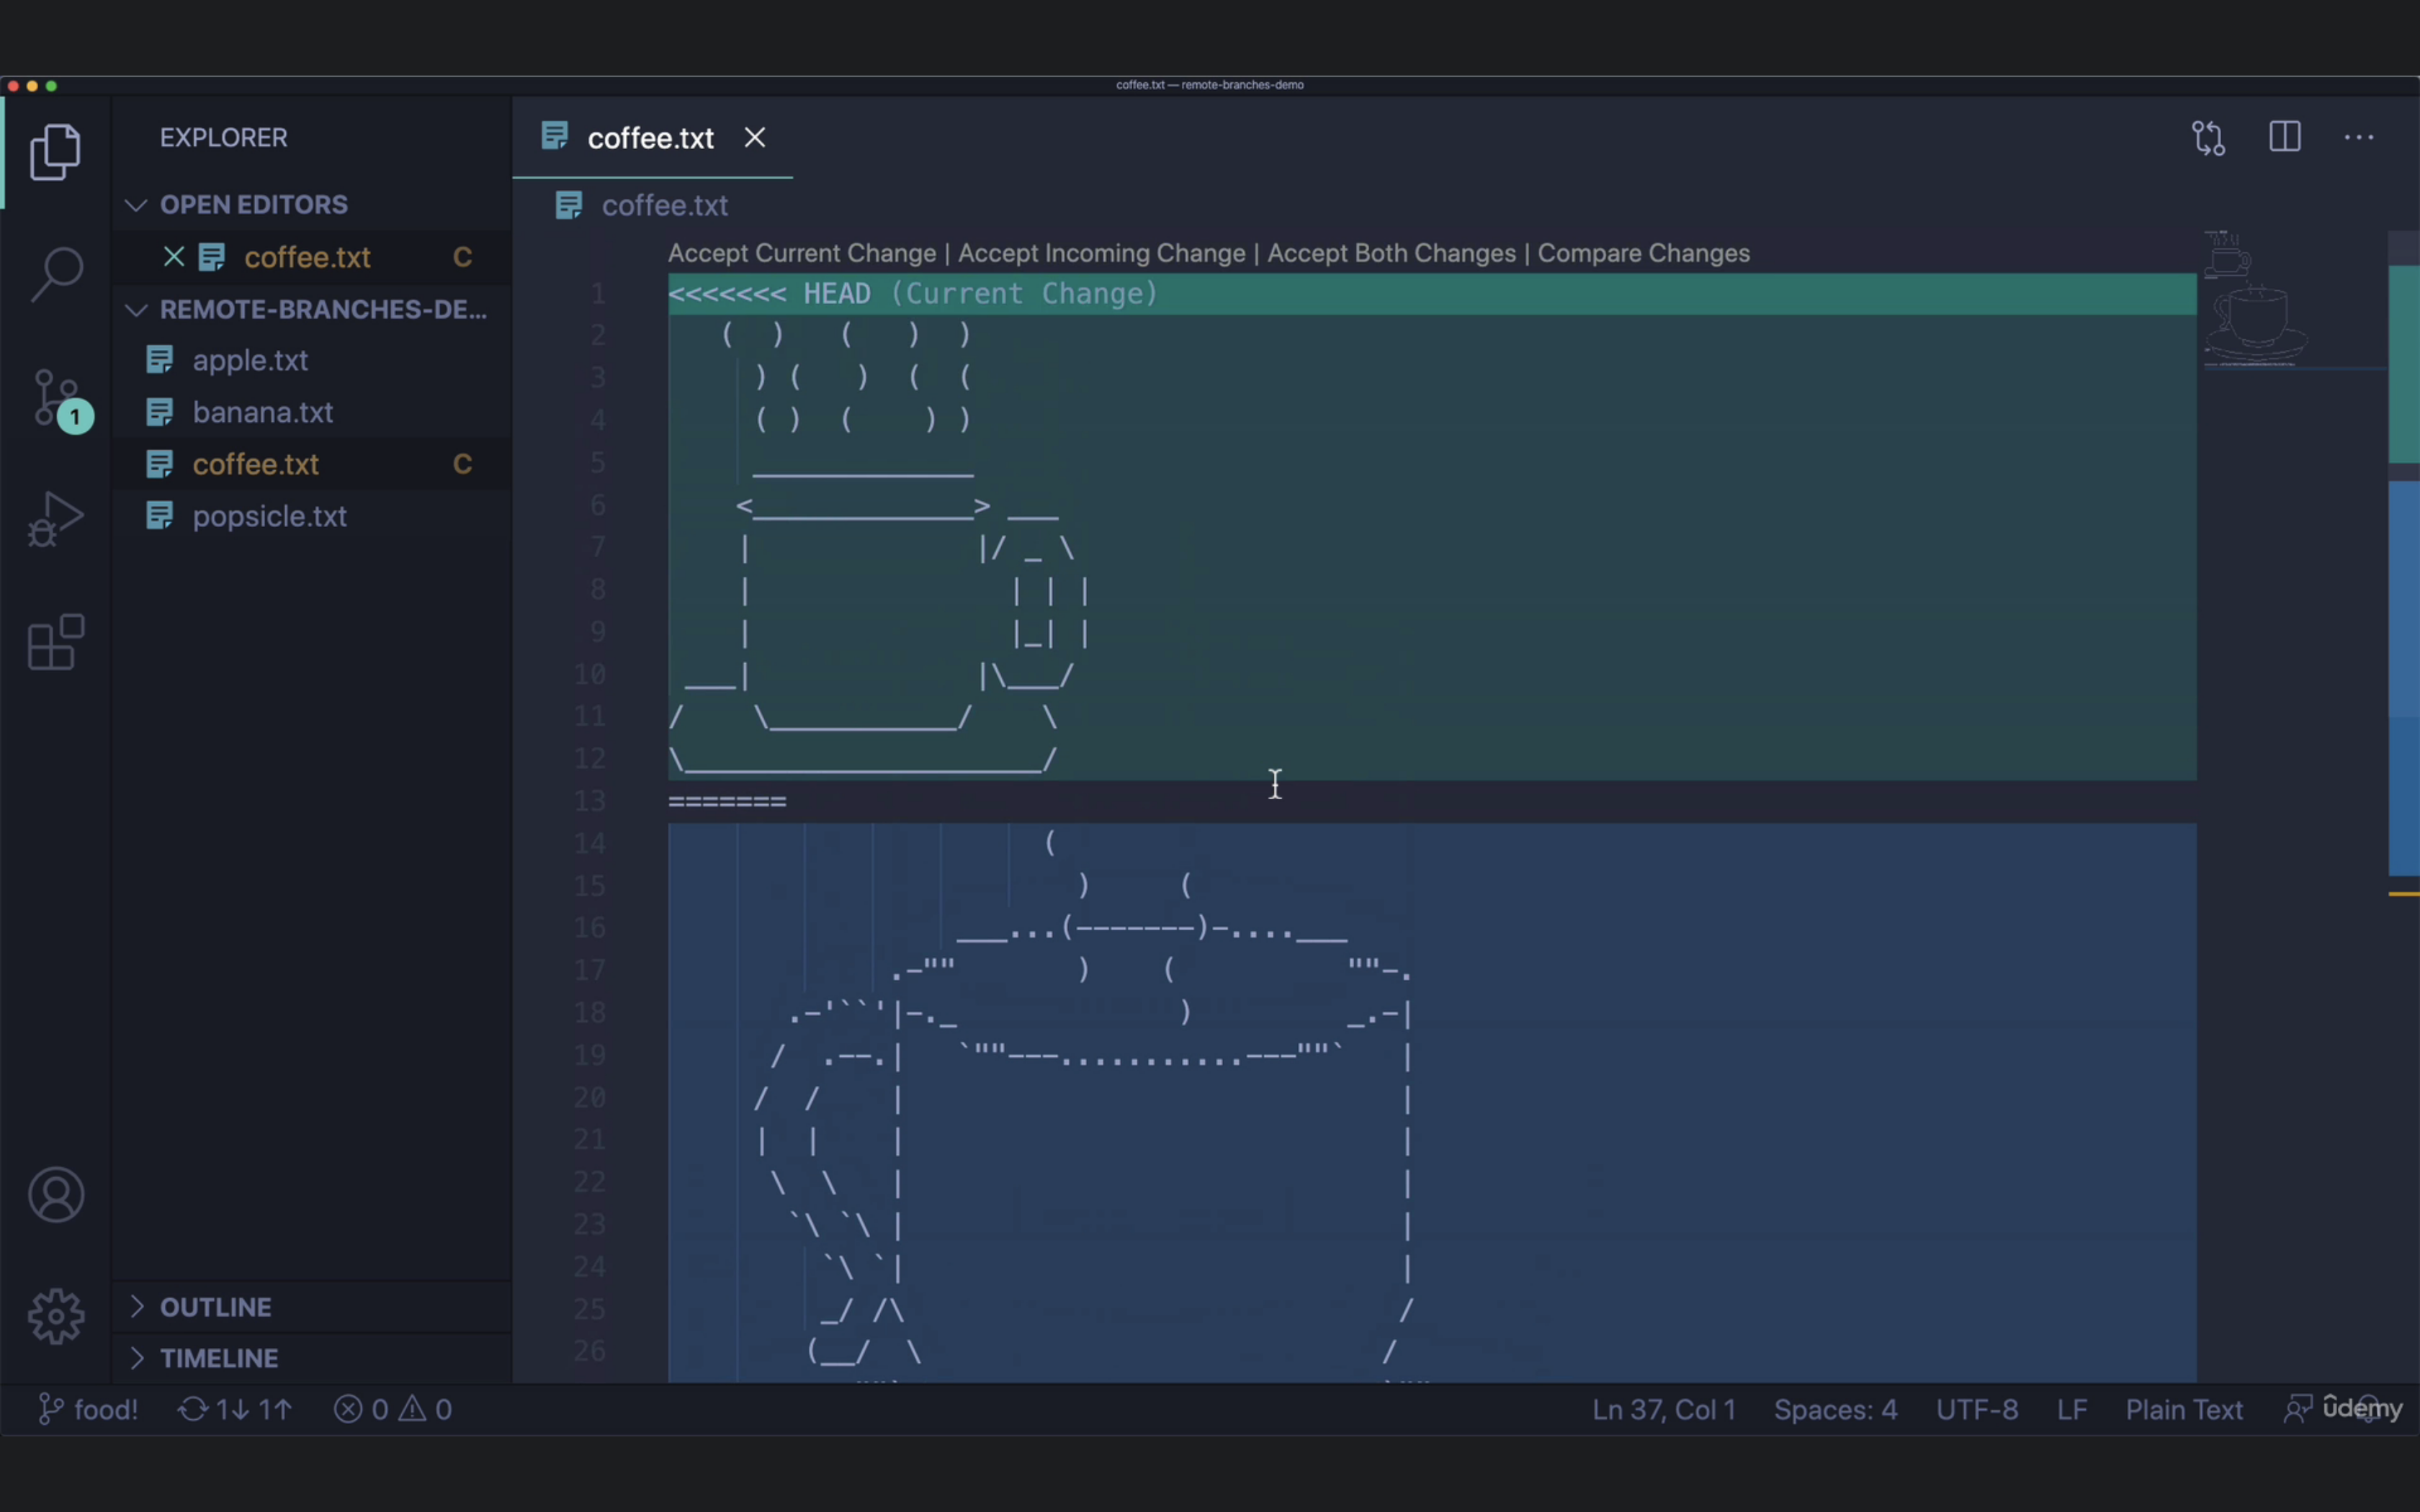 coffee.txt — remote-branches-demo
EXPLORER
OPEN EDITORS
coffee.txt C
REMOTE-BRANCHES-DE...
apple.txt
banana.txt
coffee.txt C
popsicle.txt
OUTLINE
TIMELINE
1
coffee.txt
coffee.txt
Accept Current Change | Accept Incoming Change | Accept Both Changes | Compare Changes
1 <<<<<<< HEAD (Current Change)
2    (  )   (   )  )
3      ) (   )  (  (
4      ( )  (    ) )
5      _____________
6     <_____________> ___
7     |             |/ _ \
8     |               | | |
9     |               |_| |
10  ___|             |\___/
11 /    \___________/    \
12 \_____________________/
13 =======
14                       (
15                         )     (
16                  ___...(-------)-....___
17              .-""       )    (          ""-.
18        .-'``'|-._             )         _.-|
19       /  .--.|   `""---...........---""`   |
20      /  /    |                             |
21      |  |    |                             |
22       \  \   |                             |
23        `\ `\ |                             |
24          `\ `|                             |
25          _/ /\                             /
26         (__/  \                           /
food! 1↓ 1↑ 0 0
Ln 37, Col 1 Spaces: 4 UTF-8 LF Plain Text
ûdemy